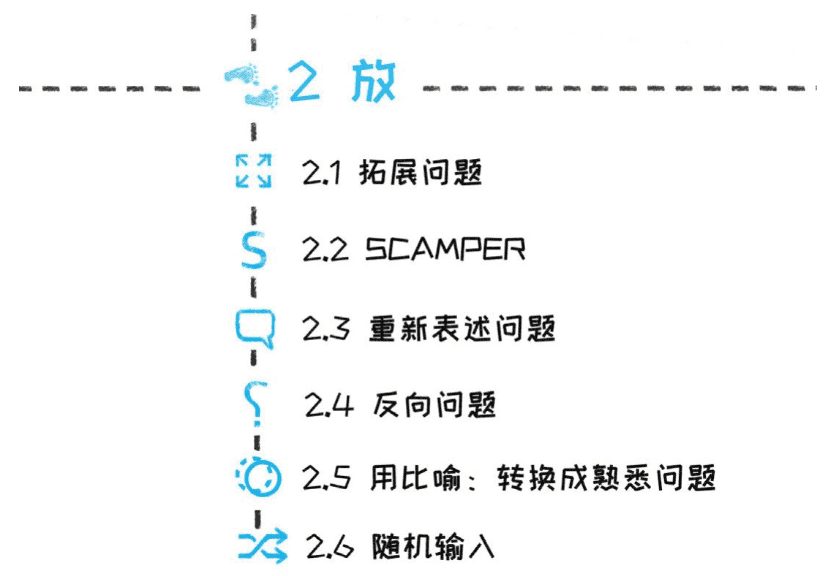 2 放
2.1 拓展问题
2.2 SCAMPER
2.3 重新表述问题
2.4 反向问题
2.5 用比喻：转换成熟悉问题
2.6 随机输入